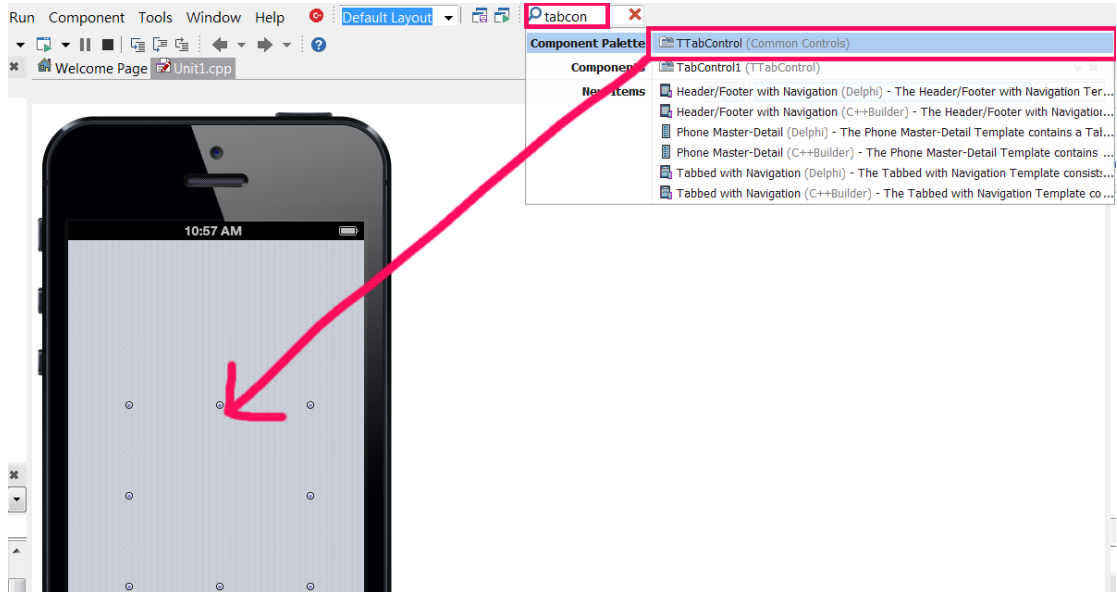 Run Component Tools Window Help Default Layout tabcon
Component Palette TTabControl (Common Controls)
Welcome Page Unit1.cpp
Components TabControl1 (TTabControl)
New Items Header/Footer with Navigation (Delphi) - The Header/Footer with Navigation Ter...
Header/Footer with Navigation (C++Builder) - The Header/Footer with Navigation...
Phone Master-Detail (Delphi) - The Phone Master-Detail Template contains a Tal...
Phone Master-Detail (C++Builder) - The Phone Master-Detail Template contains ...
Tabbed with Navigation (Delphi) - The Tabbed with Navigation Template consists...
Tabbed with Navigation (C++Builder) - The Tabbed with Navigation Template co...
10:57 AM